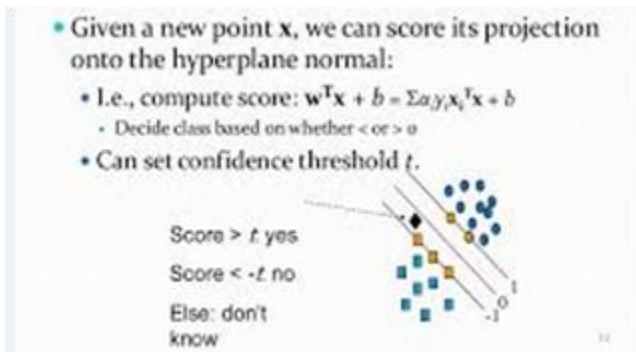 Given a new point x, we can score its projection
onto the hyperplane normal:
I.e., compute score: wᵀx + b = Σαᵢyᵢxᵢᵀx + b
Decide class based on whether < or > 0
Can set confidence threshold t.
Score > t: yes
Score < -t: no
Else: don't
know
1
0
-1